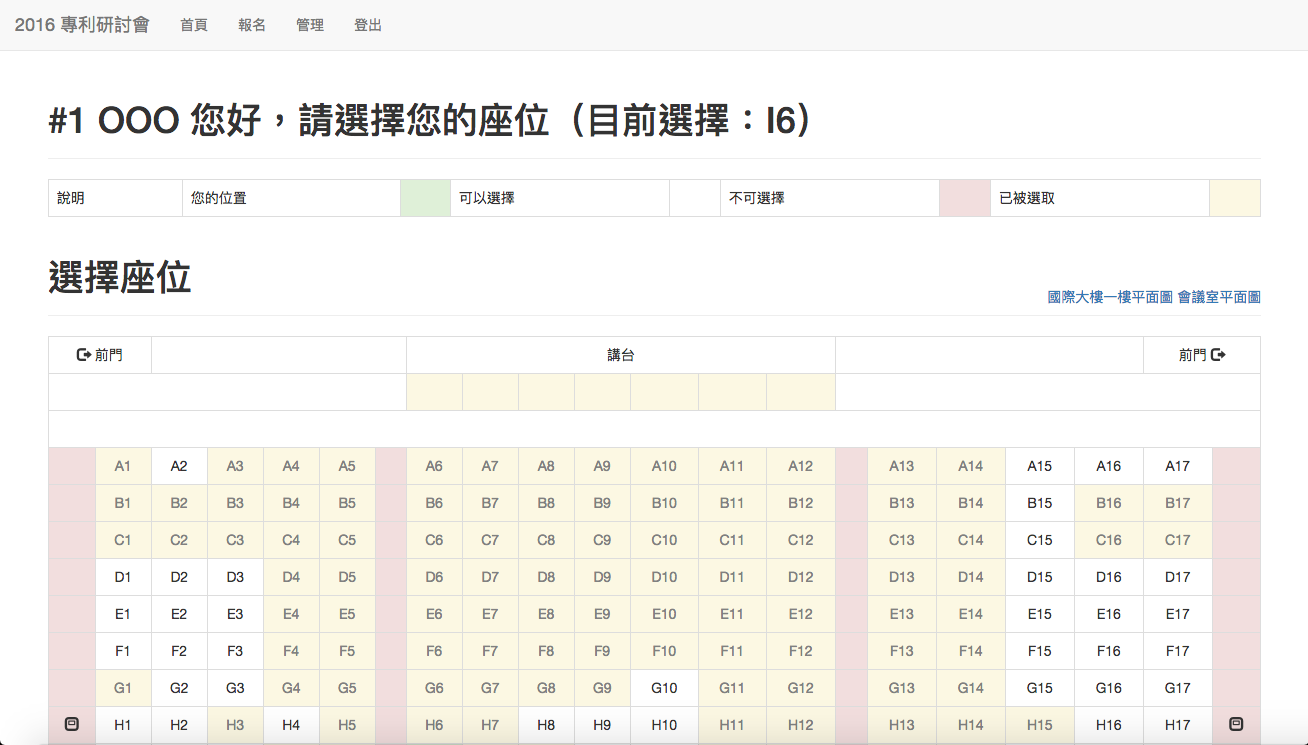 2016 專利研討會 首頁 報名 管理 登出
#1 OOO 您好，請選擇您的座位（目前選擇：I6）
說明 您的位置 可以選擇 不可選擇 已被選取
選擇座位
國際大樓一樓平面圖 會議室平面圖
前門 講台 前門
A1 A2 A3 A4 A5 A6 A7 A8 A9 A10 A11 A12 A13 A14 A15 A16 A17
B1 B2 B3 B4 B5 B6 B7 B8 B9 B10 B11 B12 B13 B14 B15 B16 B17
C1 C2 C3 C4 C5 C6 C7 C8 C9 C10 C11 C12 C13 C14 C15 C16 C17
D1 D2 D3 D4 D5 D6 D7 D8 D9 D10 D11 D12 D13 D14 D15 D16 D17
E1 E2 E3 E4 E5 E6 E7 E8 E9 E10 E11 E12 E13 E14 E15 E16 E17
F1 F2 F3 F4 F5 F6 F7 F8 F9 F10 F11 F12 F13 F14 F15 F16 F17
G1 G2 G3 G4 G5 G6 G7 G8 G9 G10 G11 G12 G13 G14 G15 G16 G17
H1 H2 H3 H4 H5 H6 H7 H8 H9 H10 H11 H12 H13 H14 H15 H16 H17